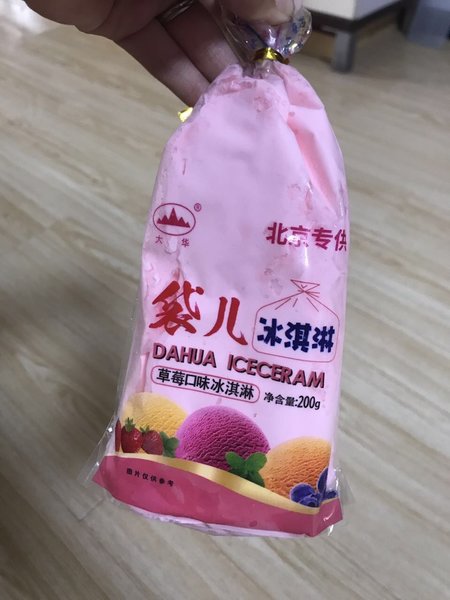 ®
大华
北京专供
袋儿
冰淇淋
DAHUA ICECERAM
草莓口味冰淇淋
净含量:200g
图片仅供参考